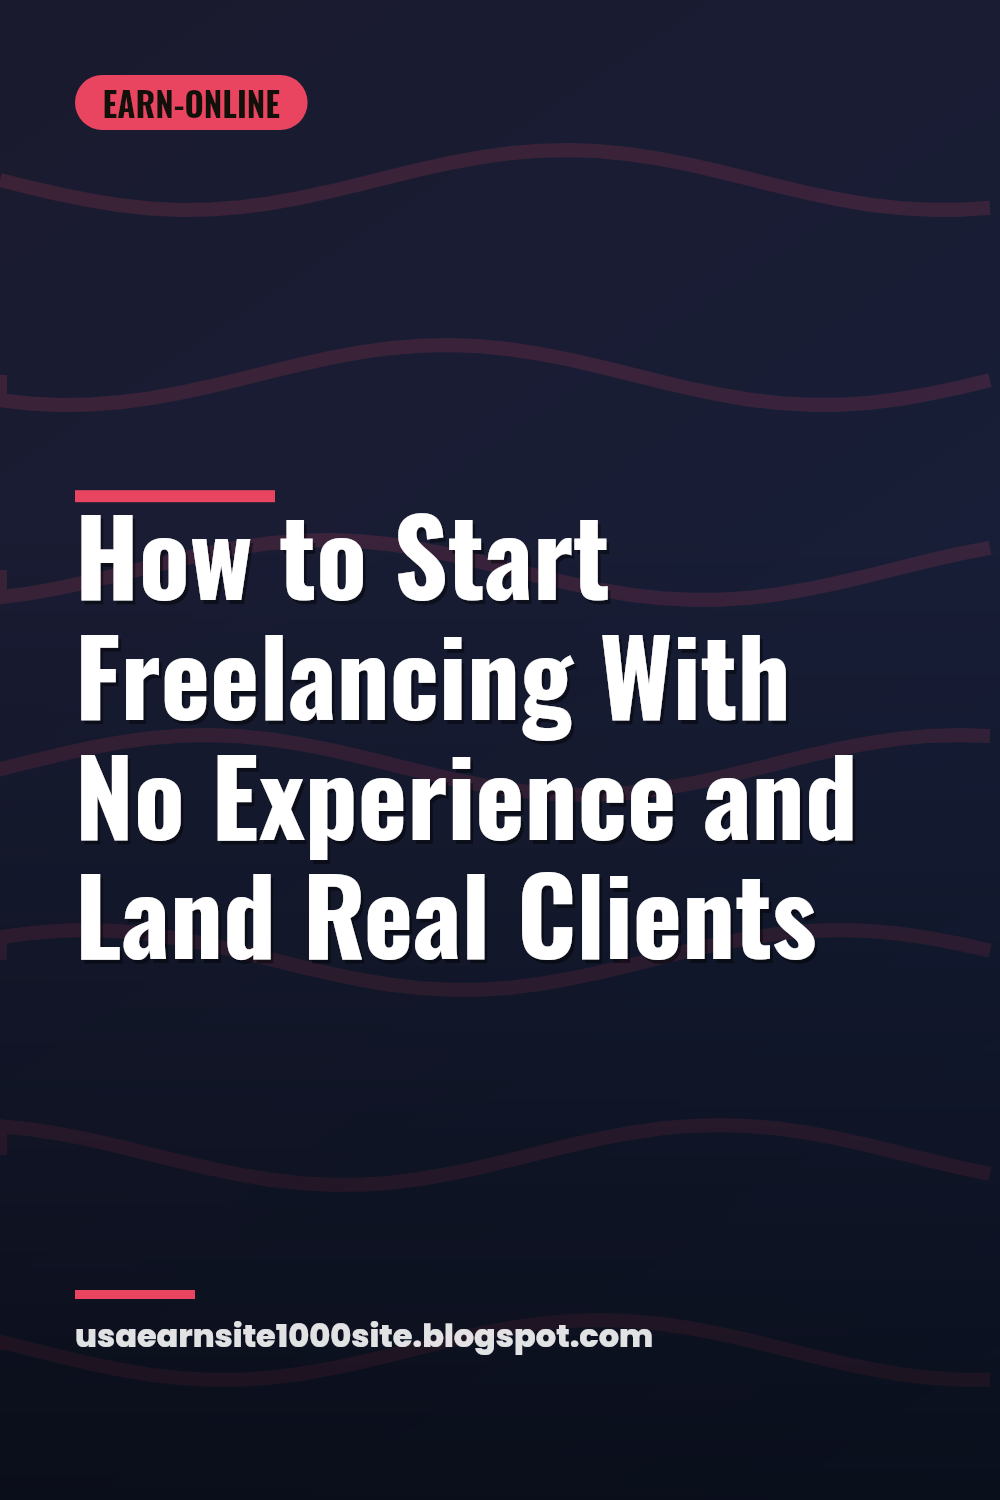 EARN-ONLINE
How to Start
Freelancing With
No Experience and
Land Real Clients
usaearnsite1000site.blogspot.com